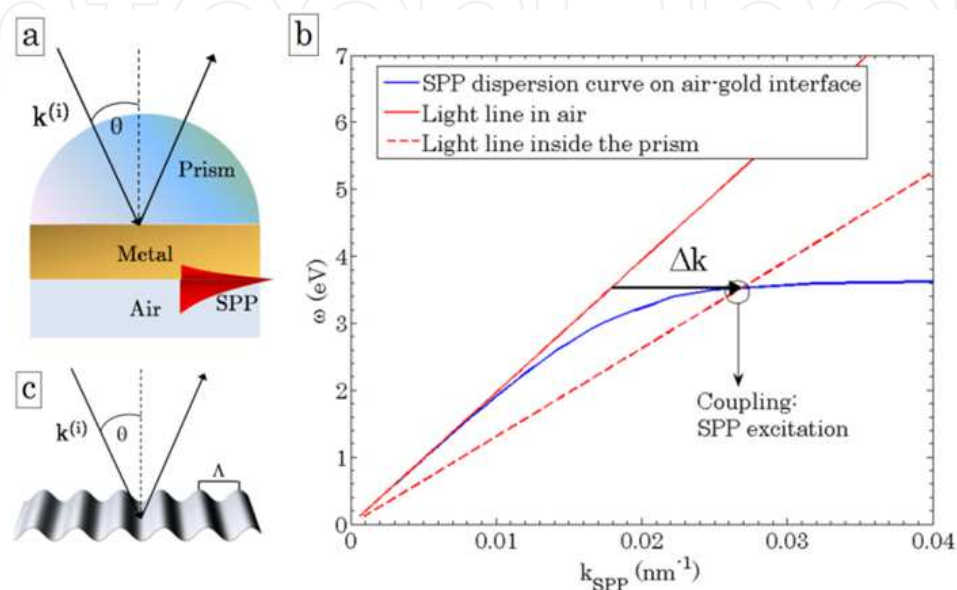 a
k(i)
θ
Prism
Metal
Air
SPP
b
7
6
5
4
3
2
1
0
0
0.01
0.02
0.03
0.04
ω (eV)
kSPP (nm-1)
SPP dispersion curve on air-gold interface
Light line in air
Light line inside the prism
Δk
Coupling:
SPP excitation
c
k(i)
θ
Λ